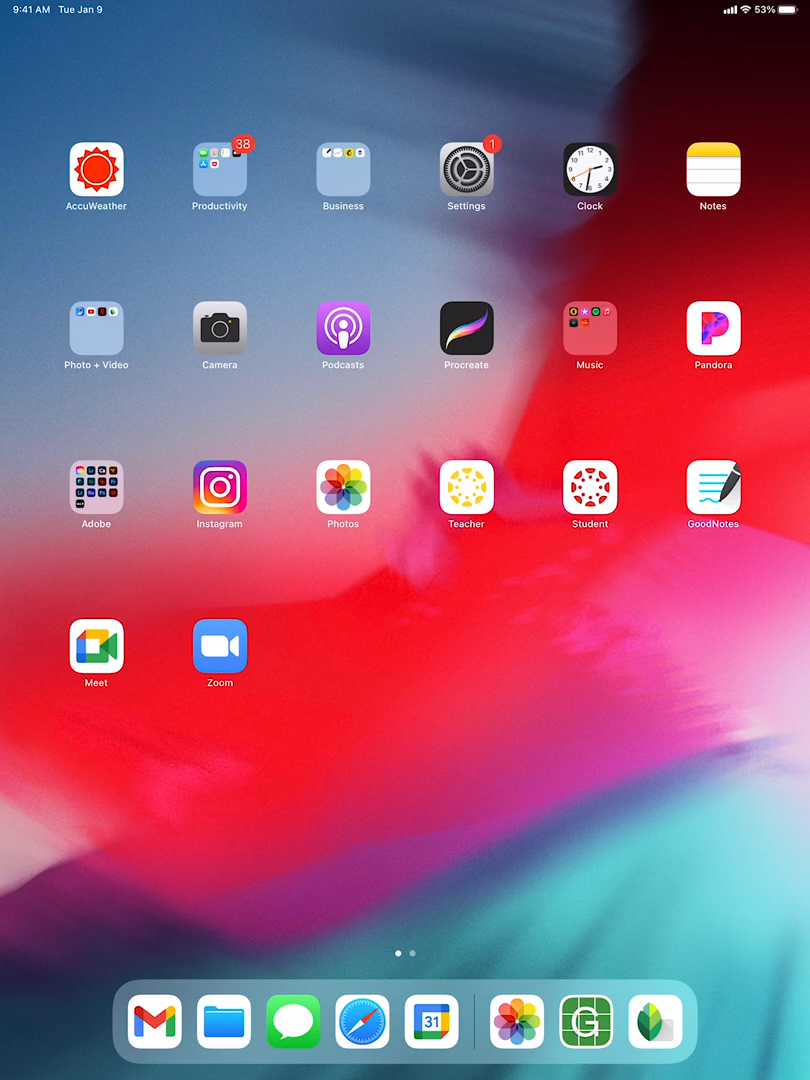 9:41 AM Tue Jan 9 53%
38 1
AccuWeather Productivity Business Settings Clock Notes
Photo + Video Camera Podcasts Procreate Music Pandora
Adobe Instagram Photos Teacher Student GoodNotes
Meet Zoom
31 G